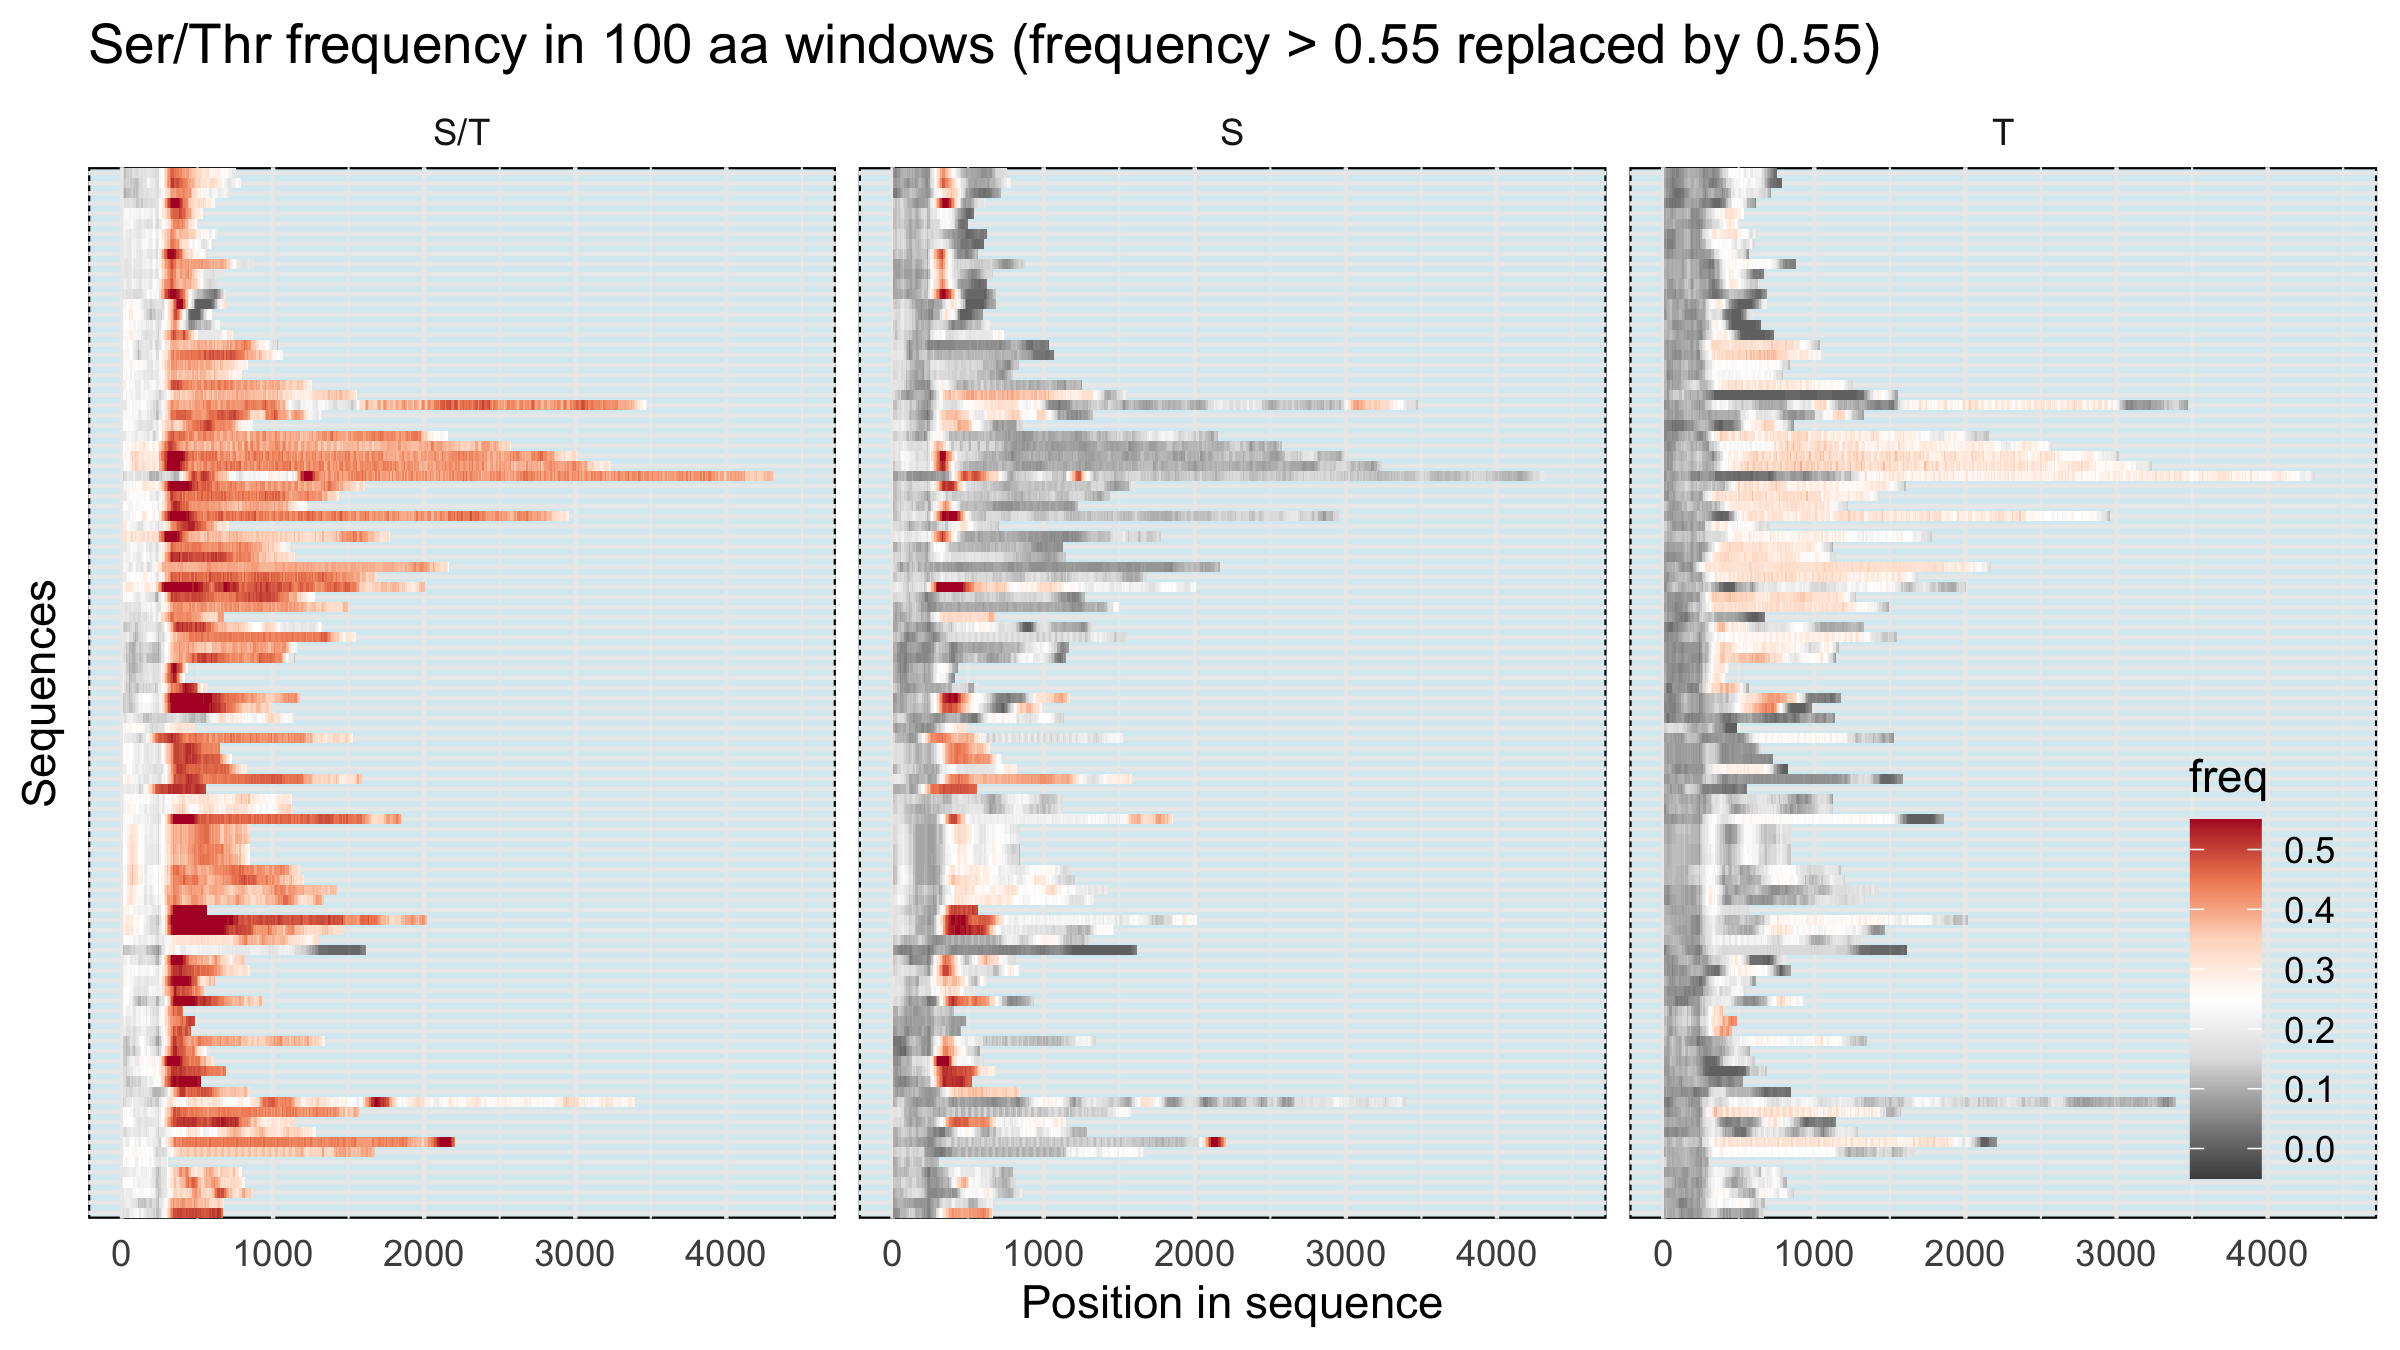 Ser/Thr frequency in 100 aa windows (frequency > 0.55 replaced by 0.55)
S/T S T
Sequences
freq
0.5
0.4
0.3
0.2
0.1
0.0
0 1000 2000 3000 4000 0 1000 2000 3000 4000 0 1000 2000 3000 4000
Position in sequence